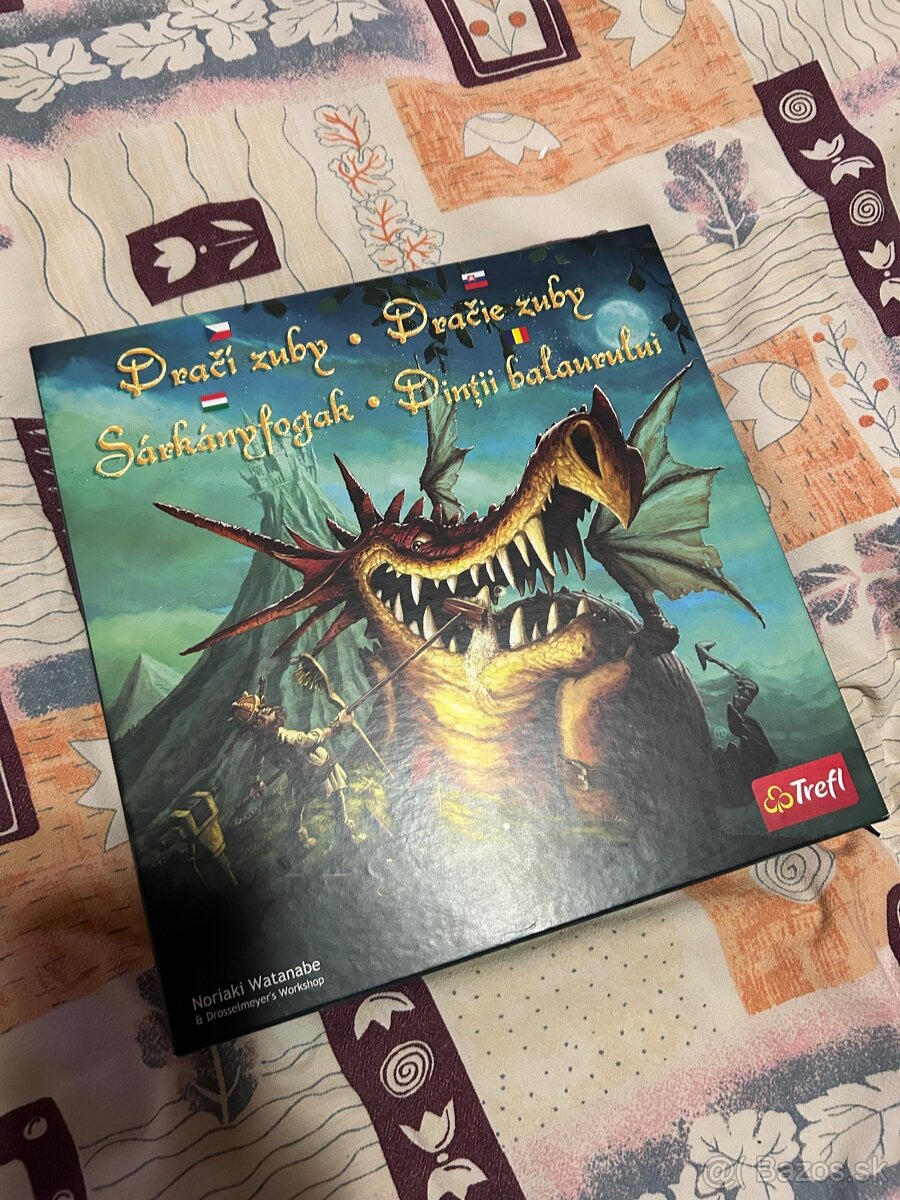 Dračí zuby • Dračie zuby
Sárkányfogak • Dinții balaurului
Trefl
Noriaki Watanabe
& Drosselmeyer's Workshop
Bazos.sk